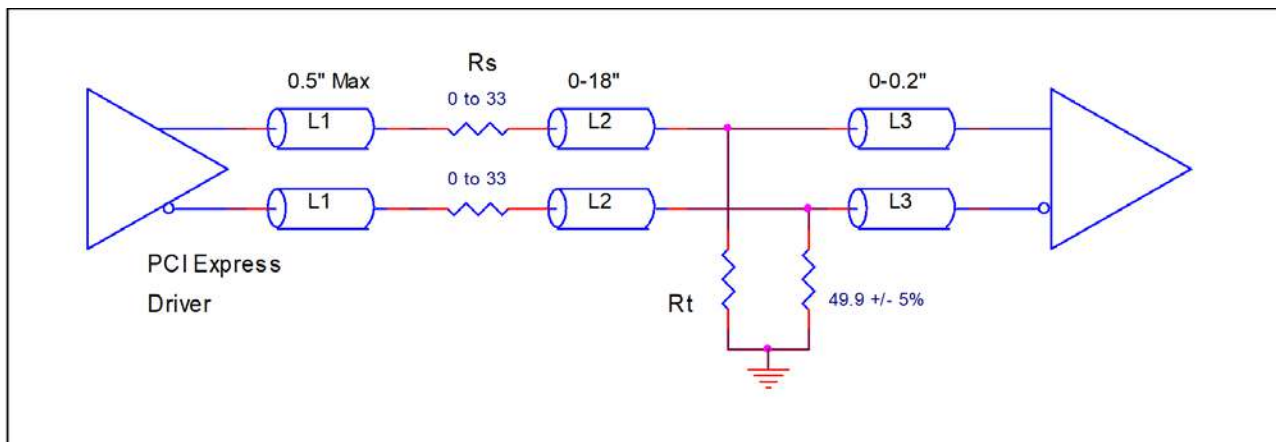 Rs
0.5" Max
0-18"
0-0.2"
0 to 33
L1
L2
L3
0 to 33
L1
L2
L3
PCI Express
Driver
Rt
49.9 +/- 5%